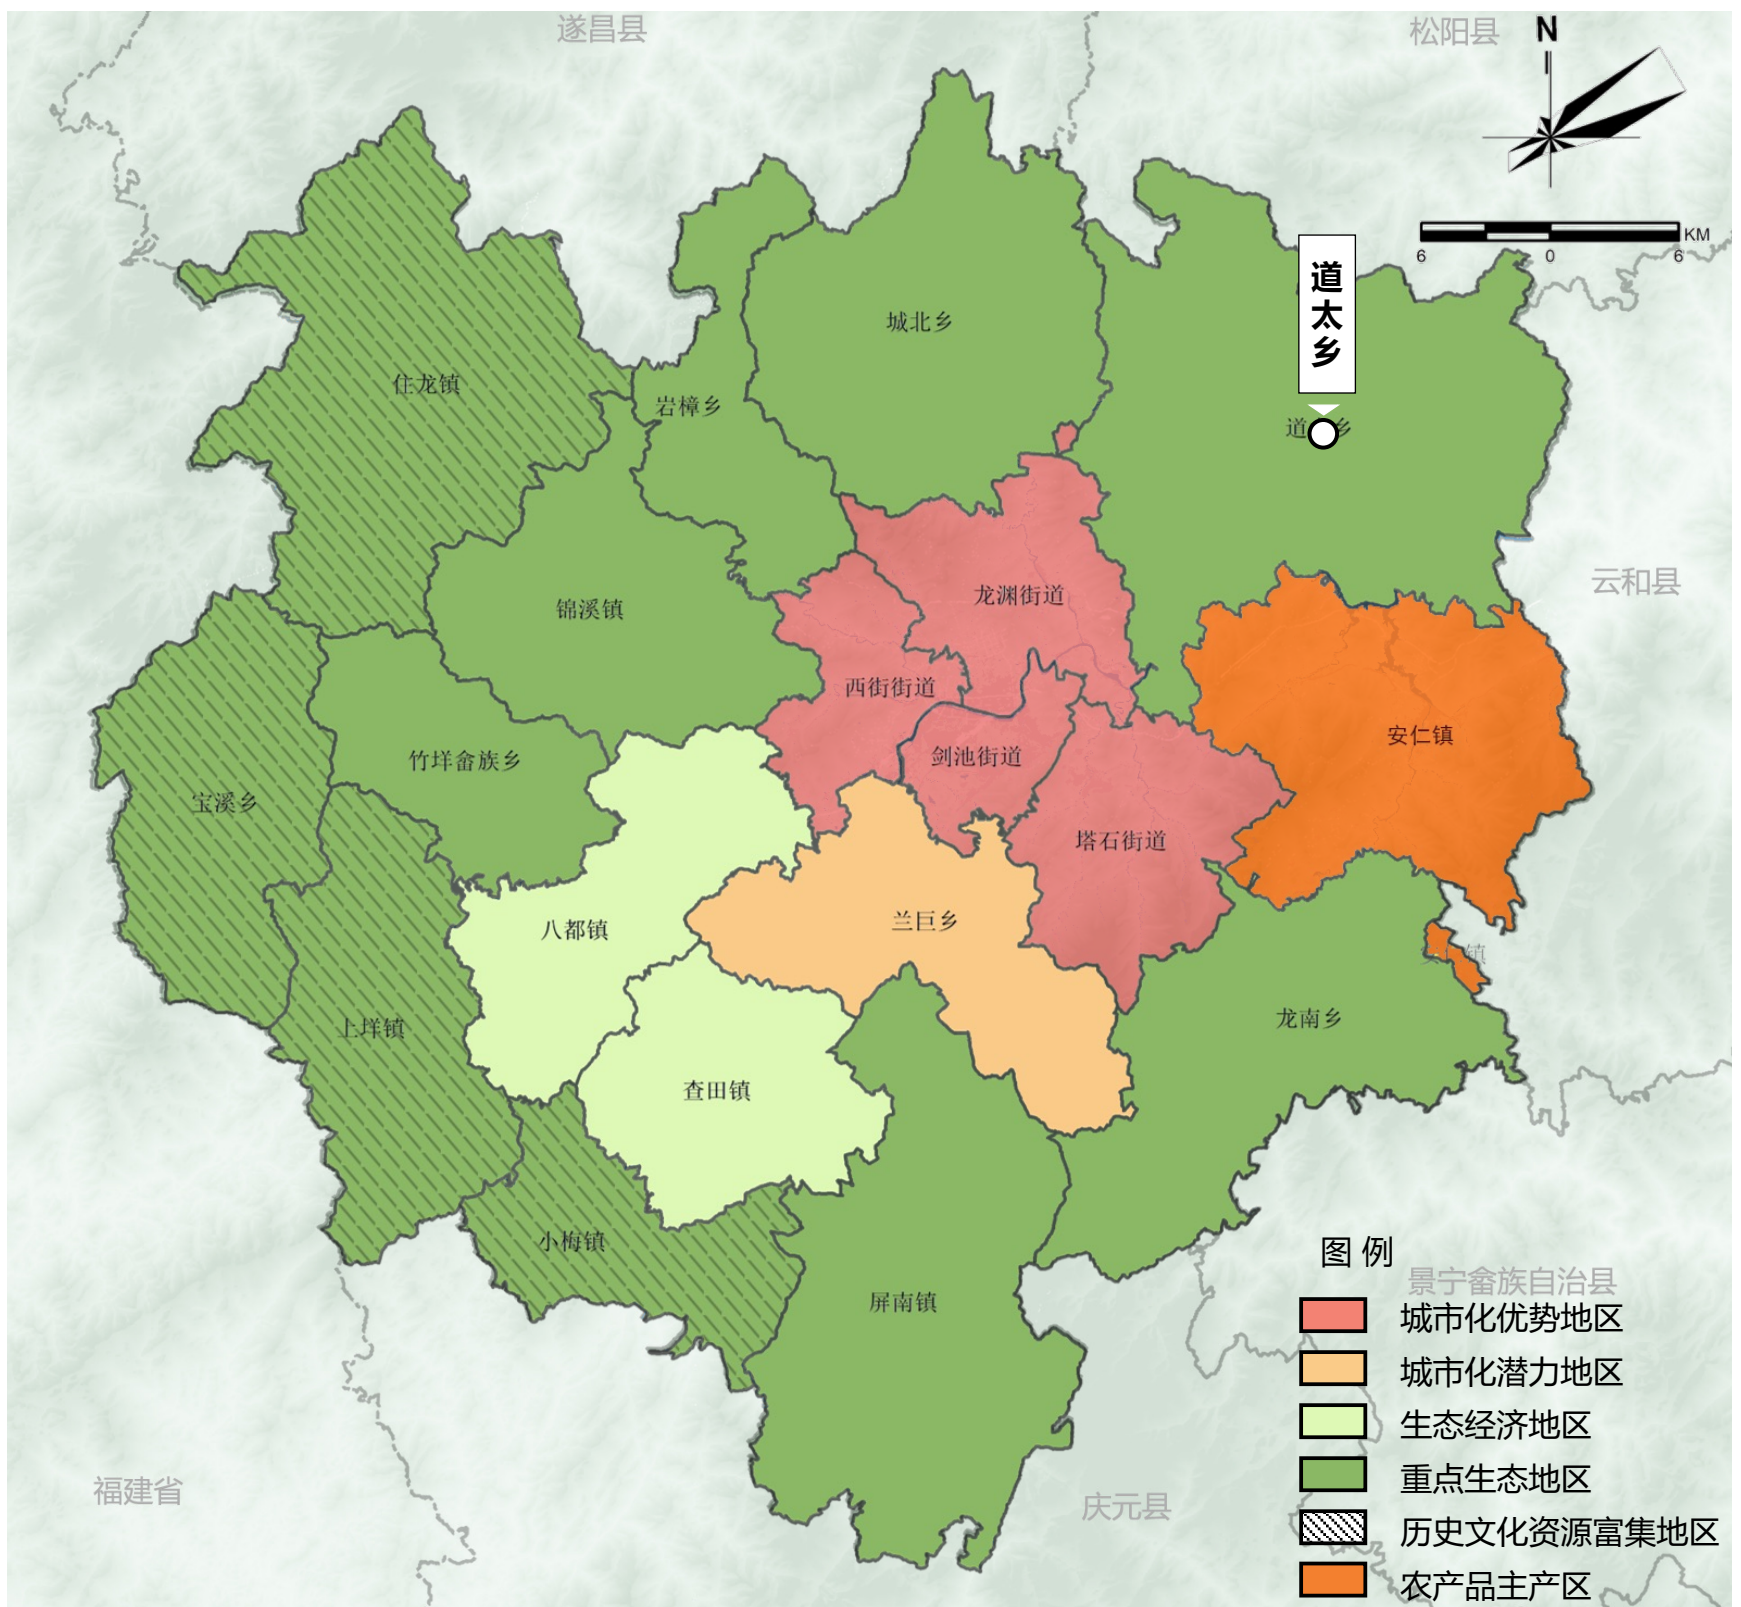 遂昌县
松阳县
N
KM
6 0 6
道太乡
城北乡
住龙镇
岩樟乡
道 乡
云和县
龙渊街道
锦溪镇
西街街道
安仁镇
剑池街道
竹垟畲族乡
宝溪乡
塔石街道
兰巨乡
八都镇
安仁镇
龙南乡
上垟镇
查田镇
小梅镇
屏南镇
图 例
景宁畲族自治县
城市化优势地区
城市化潜力地区
生态经济地区
重点生态地区
历史文化资源富集地区
农产品主产区
福建省
庆元县